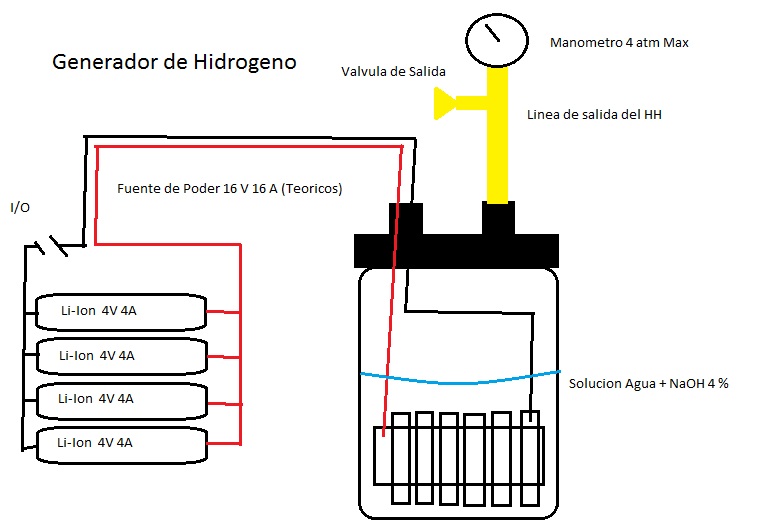 Generador de Hidrogeno
Manometro 4 atm Max
Valvula de Salida
Linea de salida del HH
Fuente de Poder 16 V 16 A (Teoricos)
I/O
Li-Ion 4V 4A
Li-Ion 4V 4A
Li-Ion 4V 4A
Li-Ion 4V 4A
Solucion Agua + NaOH 4 %